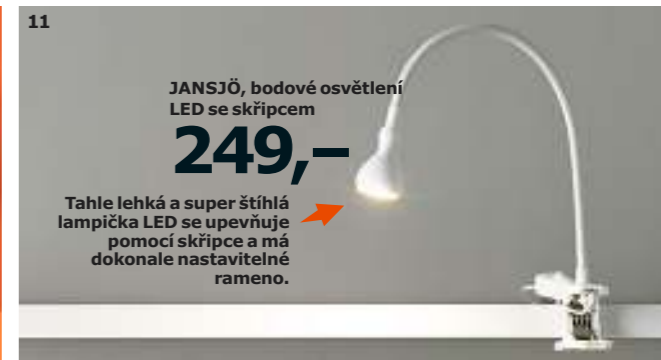 11
JANSJÖ, bodové osvětlení
LED se skřipcem
249,–
Tahle lehká a super štíhlá
lampička LED se upevňuje
pomocí skřipce a má
dokonale nastavitelné
rameno.